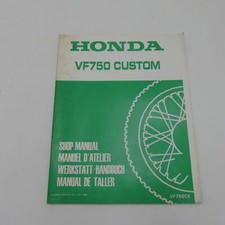 HONDA
VF750 CUSTOM
SHOP MANUAL
MANUEL D'ATELIER
WERKSTATT-HANDBUCH
MANUAL DE TALLER